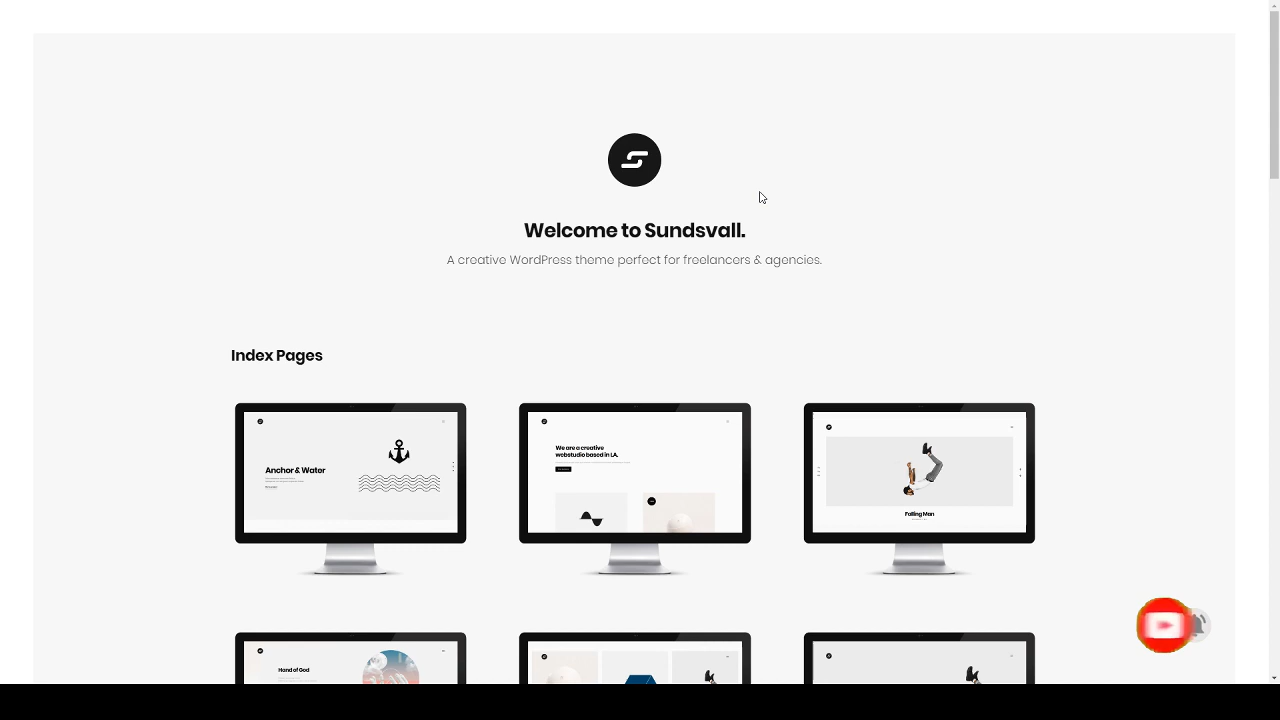 Welcome to Sundsvall.
A creative WordPress theme perfect for freelancers & agencies.
Index Pages
Anchor & Water
We are a creative
webstudio based in LA.
Falling Man
Hand of God